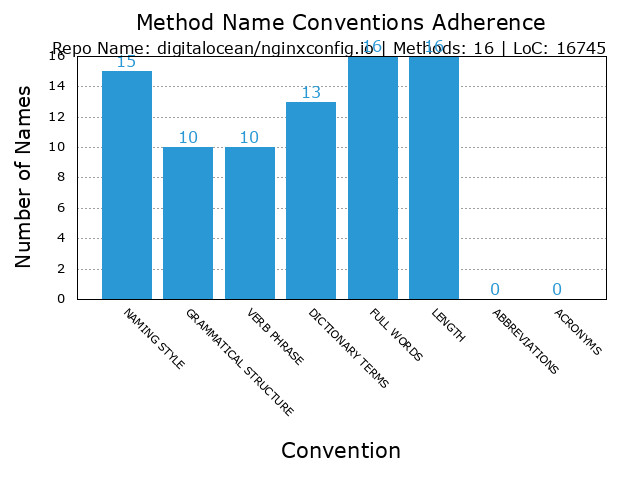 Method Name Conventions Adherence
Repo Name: digitalocean/nginxconfig.io | Methods: 16 | LoC: 16745
Number of Names
16
14
12
10
8
6
4
2
0
15
10
10
13
16
16
0
0
NAMING STYLE
GRAMMATICAL STRUCTURE
VERB PHRASE
DICTIONARY TERMS
FULL WORDS
LENGTH
ABBREVIATIONS
ACRONYMS
Convention